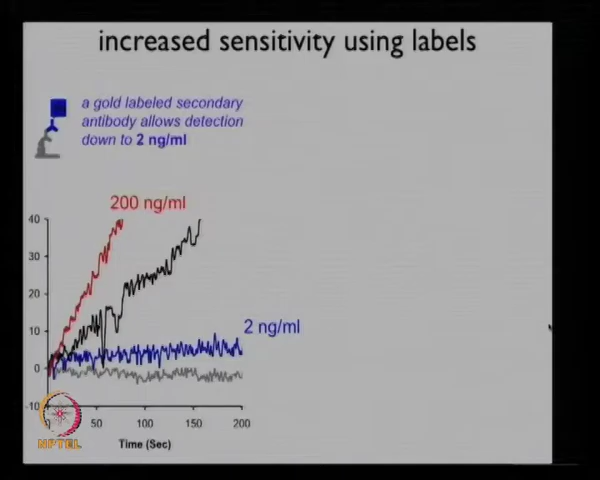 increased sensitivity using labels
a gold labeled secondary
antibody allows detection
down to 2 ng/ml
200 ng/ml
40
30
20
10
2 ng/ml
0
-10
0 50 100 150 200
Time (Sec)
NPTEL